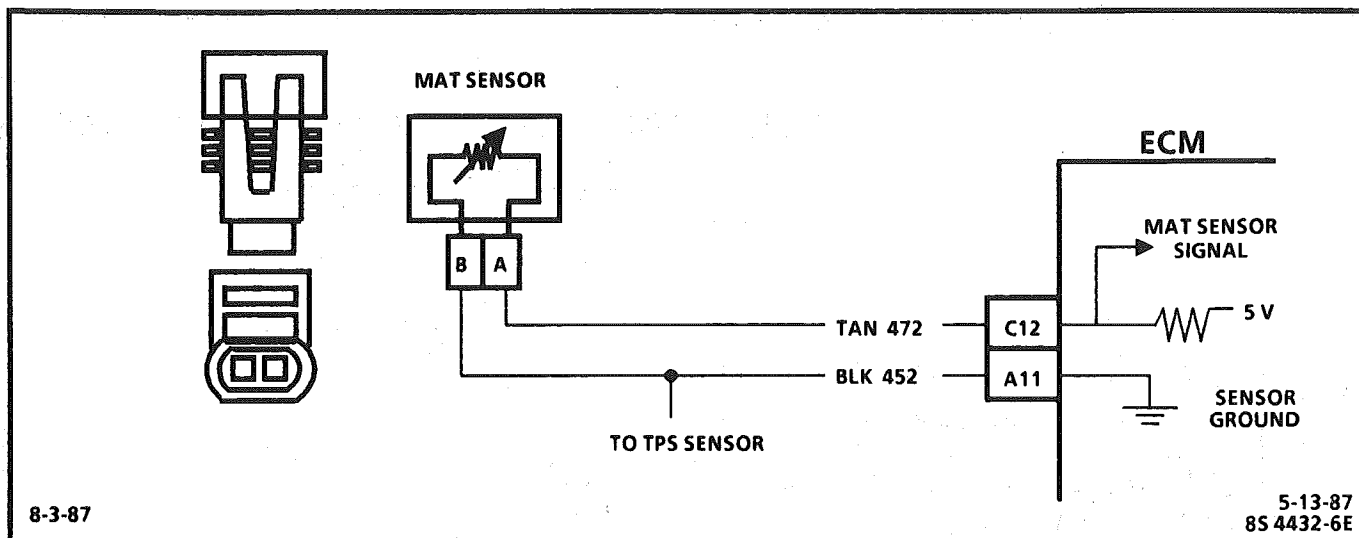 MAT SENSOR
B A
ECM
MAT SENSOR
SIGNAL
TAN 472
C12
5 V
BLK 452
A11
SENSOR
GROUND
TO TPS SENSOR
8-3-87
5-13-87
8S 4432-6E